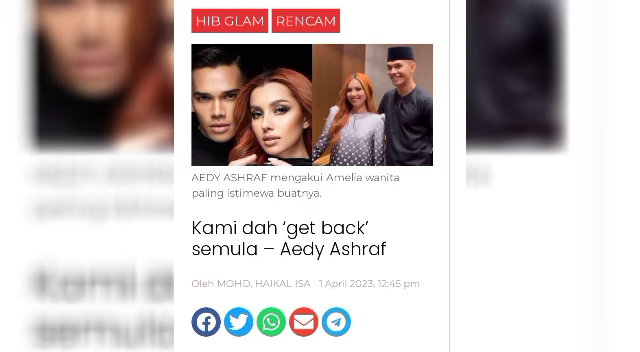 HIB GLAM RENCAM
AEDY ASHRAF mengakui Amelia wanita
paling istimewa buatnya.
Kami dah ‘get back’
semula – Aedy Ashraf
Oleh MOHD. HAIKAL ISA 1 April 2023, 12:45 pm